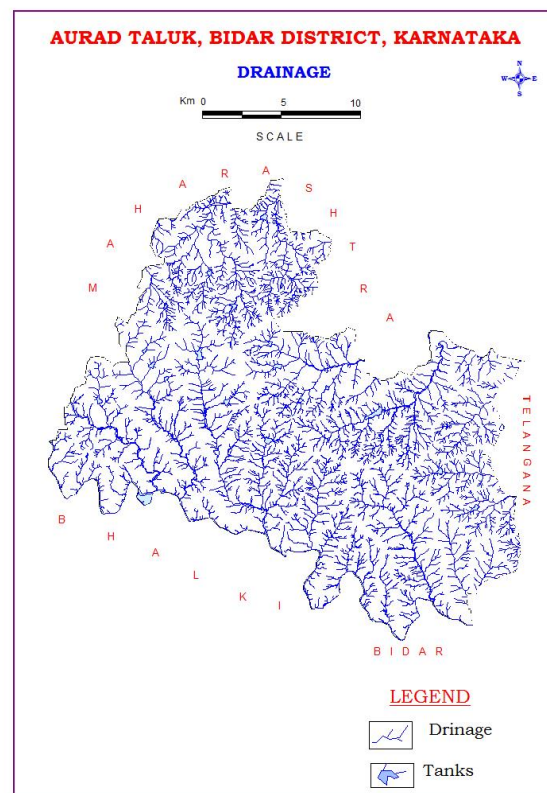 AURAD TALUK, BIDAR DISTRICT, KARNATAKA
DRAINAGE
N
W E
S
Km 0 5 10
SCALE
MAHARASHTRA
TELANGANA
BHALKI
BIDAR
LEGEND
Drinage
Tanks